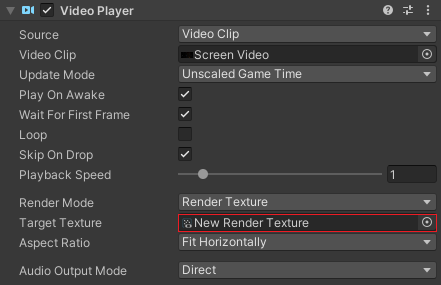 Video Player
Source Video Clip
Video Clip Screen Video
Update Mode Unscaled Game Time
Play On Awake
Wait For First Frame
Loop
Skip On Drop
Playback Speed 1
Render Mode Render Texture
Target Texture New Render Texture
Aspect Ratio Fit Horizontally
Audio Output Mode Direct